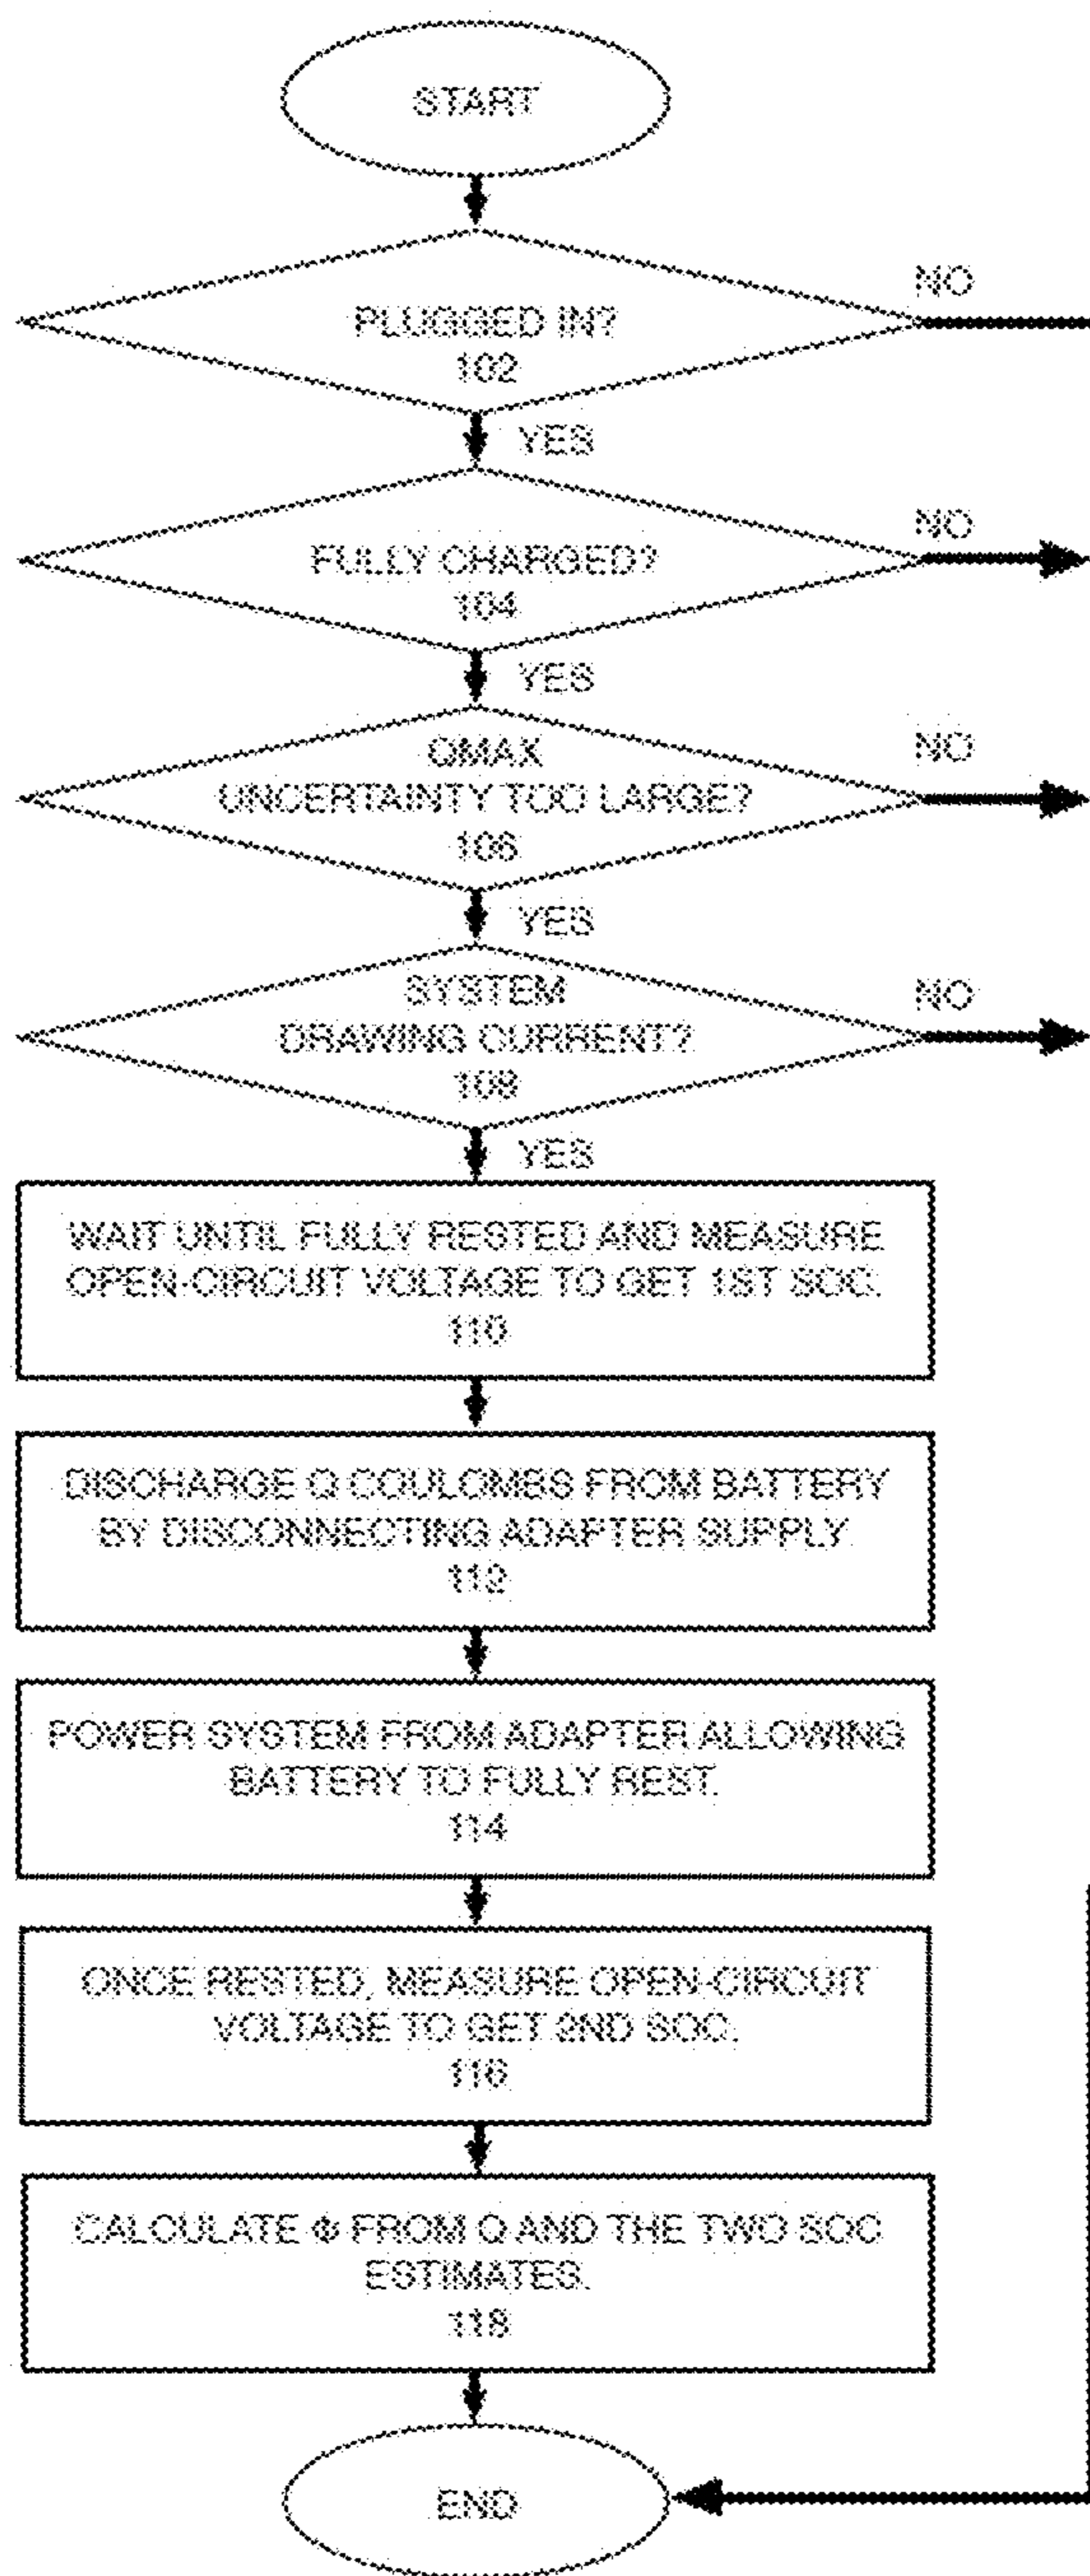 START
NO
PLUGGED IN?
102
YES
NO
FULLY CHARGED?
104
YES
QMAX
NO
UNCERTAINTY TOO LARGE?
106
YES
SYSTEM
NO
DRAWING CURRENT?
108
YES
WAIT UNTIL FULLY RESTED AND MEASURE
OPEN-CIRCUIT VOLTAGE TO GET 1ST SOC.
110
DISCHARGE Q COULOMBS FROM BATTERY
BY DISCONNECTING ADAPTER SUPPLY.
112
POWER SYSTEM FROM ADAPTER ALLOWING
BATTERY TO FULLY REST.
114
ONCE RESTED, MEASURE OPEN-CIRCUIT
VOLTAGE TO GET 2ND SOC.
116
CALCULATE Φ FROM Q AND THE TWO SOC
ESTIMATES.
118
END